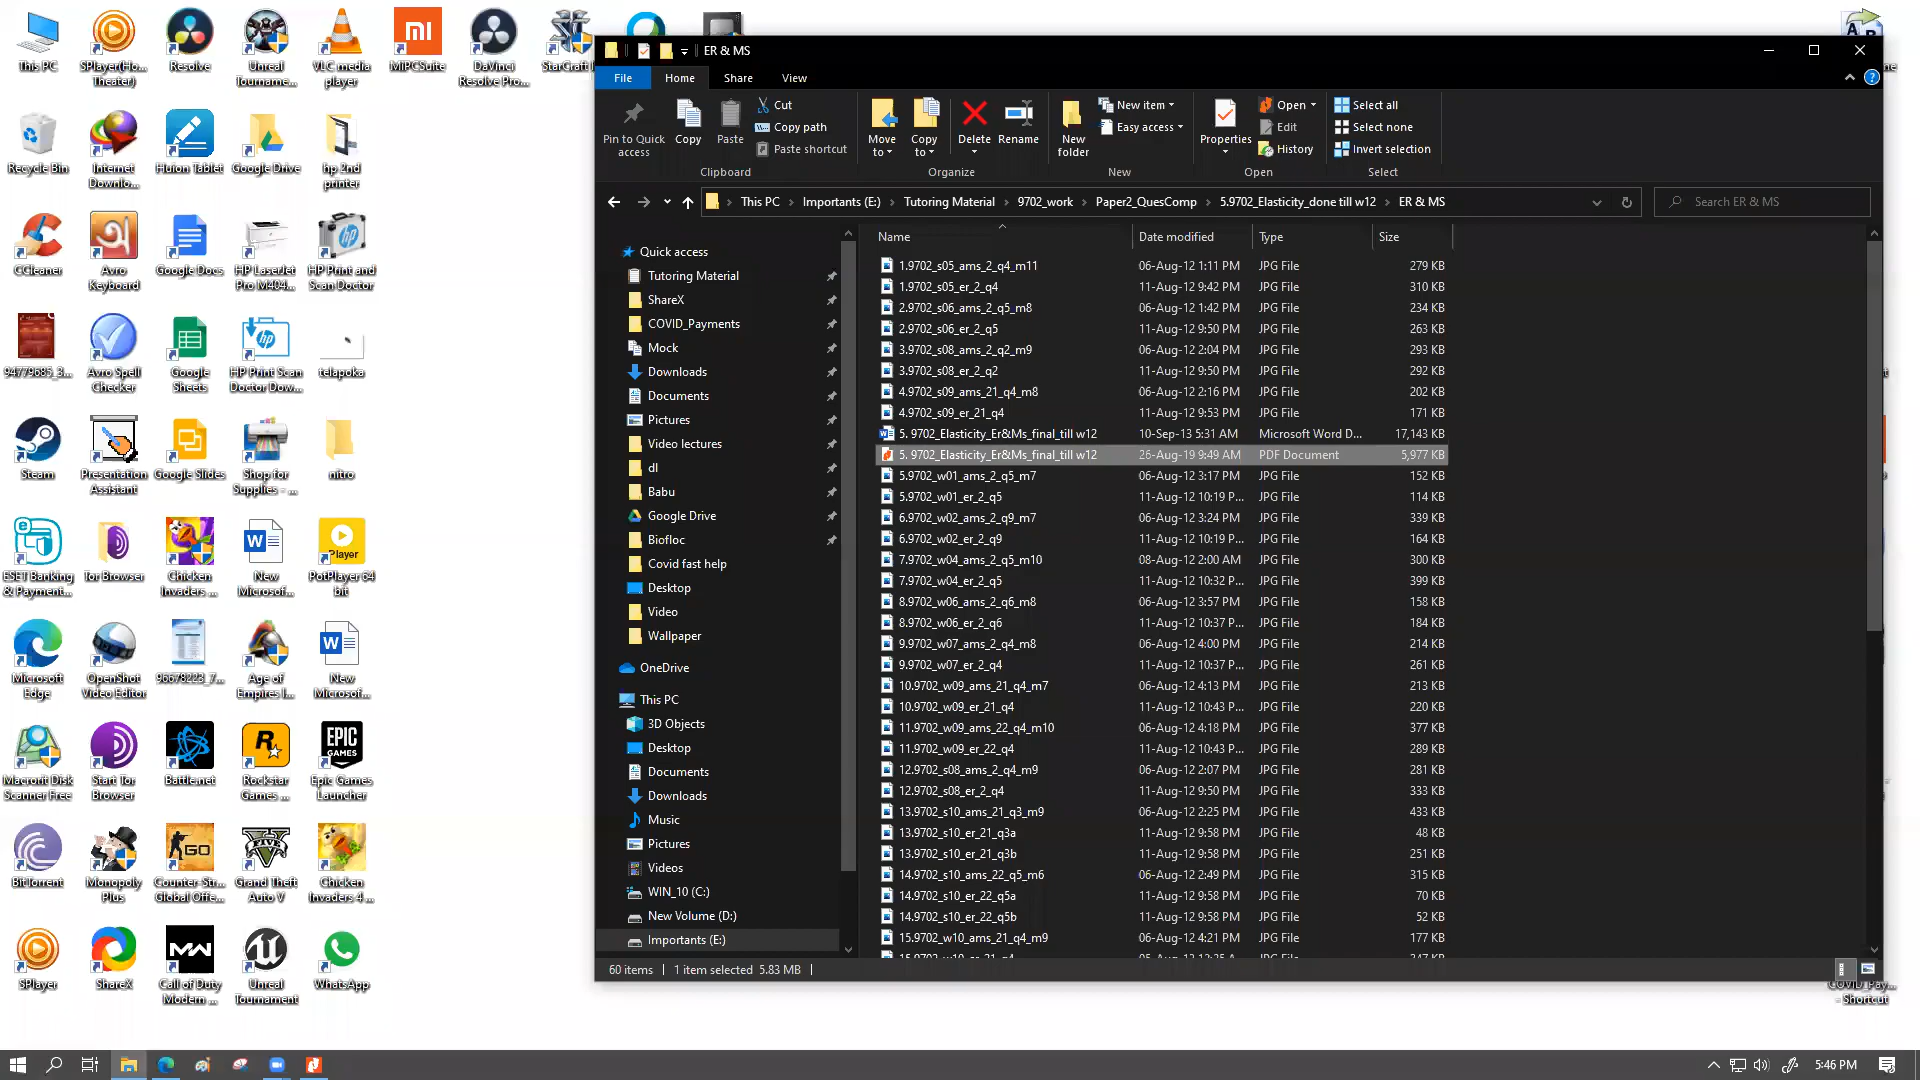 This PC
SPlayer(Ho...
Theater)
Resolve
Unreal
Tourname...
VLC media
player
MiPCSuite
DaVinci
Resolve Pro...
StarCraft
Recycle Bin
Internet
Downlo...
Huion Tablet
Google Drive
hp 2nd
printer
CCleaner
Avro
Keyboard
Google Docs
HP LaserJet
Pro M404...
HP Print and
Scan Doctor
94779685_3...
Avro Spell
Checker
Google
Sheets
HP Print Scan
Doctor Dow...
telapoka
Steam
Presentation
Assistant
Google Slides
Shop for
Supplies - ...
nitro
ESET Banking
& Payment...
Tor Browser
Chicken
Invaders ...
New
Microsof...
PotPlayer 64
bit
Microsoft
Edge
OpenShot
Video Editor
96678223_7...
Age of
Empires I...
New
Microsof...
Macrorit Disk
Scanner Free
Start Tor
Browser
Battle.net
Rockstar
Games ...
Epic Games
Launcher
BitTorrent
Monopoly
Plus
Counter-Str...
Global Offe...
Grand Theft
Auto V
Chicken
Invaders 4 ...
SPlayer
ShareX
Call of Duty
Modern ...
Unreal
Tournament
WhatsApp
ER & MS
File
Home
Share
View
Pin to Quick
access
Copy
Paste
Cut
Copy path
Paste shortcut
Clipboard
Move
to
Copy
to
Delete
Rename
Organize
New
folder
New item
Easy access
New
Properties
Open
Edit
History
Open
Select all
Select none
Invert selection
Select
This PC
Importants (E:)
Tutoring Material
9702_work
Paper2_QuesComp
5.9702_Elasticity_done till w12
ER & MS
Search ER & MS
Quick access
Tutoring Material
ShareX
COVID_Payments
Mock
Downloads
Documents
Pictures
Video lectures
dl
Babu
Google Drive
Biofloc
Covid fast help
Desktop
Video
Wallpaper
OneDrive
This PC
3D Objects
Desktop
Documents
Downloads
Music
Pictures
Videos
WIN_10 (C:)
New Volume (D:)
Importants (E:)
Name Date modified Type Size
1.9702_s05_ams_2_q4_m11 06-Aug-12 1:11 PM JPG File 279 KB
1.9702_s05_er_2_q4 11-Aug-12 9:42 PM JPG File 310 KB
2.9702_s06_ams_2_q5_m8 06-Aug-12 1:42 PM JPG File 234 KB
2.9702_s06_er_2_q5 11-Aug-12 9:50 PM JPG File 263 KB
3.9702_s08_ams_2_q2_m9 06-Aug-12 2:04 PM JPG File 293 KB
3.9702_s08_er_2_q2 11-Aug-12 9:50 PM JPG File 292 KB
4.9702_s09_ams_21_q4_m8 06-Aug-12 2:16 PM JPG File 202 KB
4.9702_s09_er_21_q4 11-Aug-12 9:53 PM JPG File 171 KB
5. 9702_Elasticity_Er&Ms_final_till w12 10-Sep-13 5:31 AM Microsoft Word D... 17,143 KB
5. 9702_Elasticity_Er&Ms_final_till w12 26-Aug-19 9:49 AM PDF Document 5,977 KB
5.9702_w01_ams_2_q5_m7 06-Aug-12 3:17 PM JPG File 152 KB
5.9702_w01_er_2_q5 11-Aug-12 10:19 P... JPG File 114 KB
6.9702_w02_ams_2_q9_m7 06-Aug-12 3:24 PM JPG File 339 KB
6.9702_w02_er_2_q9 11-Aug-12 10:19 P... JPG File 164 KB
7.9702_w04_ams_2_q5_m10 08-Aug-12 2:00 AM JPG File 300 KB
7.9702_w04_er_2_q5 11-Aug-12 10:32 P... JPG File 399 KB
8.9702_w06_ams_2_q6_m8 06-Aug-12 3:57 PM JPG File 158 KB
8.9702_w06_er_2_q6 11-Aug-12 10:37 P... JPG File 184 KB
9.9702_w07_ams_2_q4_m8 06-Aug-12 4:00 PM JPG File 214 KB
9.9702_w07_er_2_q4 11-Aug-12 10:37 P... JPG File 261 KB
10.9702_w09_ams_21_q4_m7 06-Aug-12 4:13 PM JPG File 213 KB
10.9702_w09_er_21_q4 11-Aug-12 10:43 P... JPG File 220 KB
11.9702_w09_ams_22_q4_m10 06-Aug-12 4:18 PM JPG File 377 KB
11.9702_w09_er_22_q4 11-Aug-12 10:43 P... JPG File 289 KB
12.9702_s08_ams_2_q4_m9 06-Aug-12 2:07 PM JPG File 281 KB
12.9702_s08_er_2_q4 11-Aug-12 9:50 PM JPG File 333 KB
13.9702_s10_ams_21_q3_m9 06-Aug-12 2:25 PM JPG File 433 KB
13.9702_s10_er_21_q3a 11-Aug-12 9:58 PM JPG File 48 KB
13.9702_s10_er_21_q3b 11-Aug-12 9:58 PM JPG File 251 KB
14.9702_s10_ams_22_q5_m6 06-Aug-12 2:49 PM JPG File 315 KB
14.9702_s10_er_22_q5a 11-Aug-12 9:58 PM JPG File 70 KB
14.9702_s10_er_22_q5b 11-Aug-12 9:58 PM JPG File 52 KB
15.9702_w10_ams_21_q4_m9 06-Aug-12 4:21 PM JPG File 177 KB
60 items
1 item selected 5.83 MB
COVID_Pay...
- Shortcut
5:46 PM